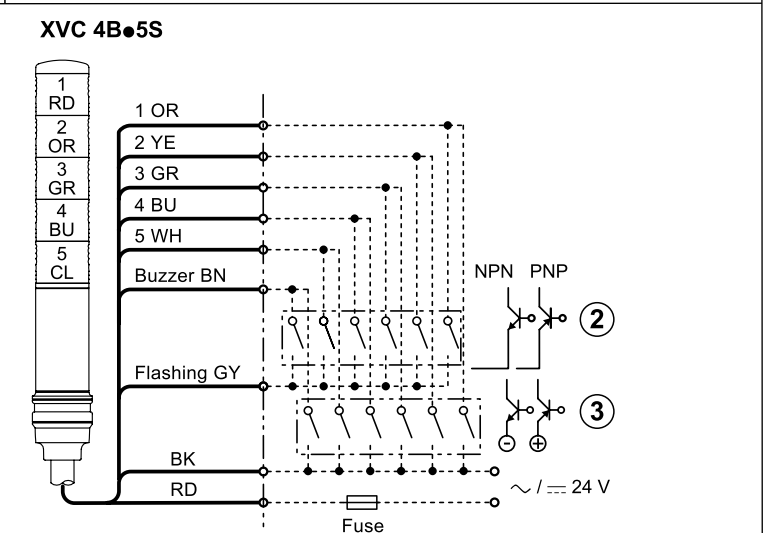 XVC 4B●5S
1
RD
2
OR
3
GR
4
BU
5
CL
1 OR
2 YE
3 GR
4 BU
5 WH
Buzzer BN
Flashing GY
BK
RD
Fuse
NPN PNP
2
3
- +
~ / ⎓ 24 V